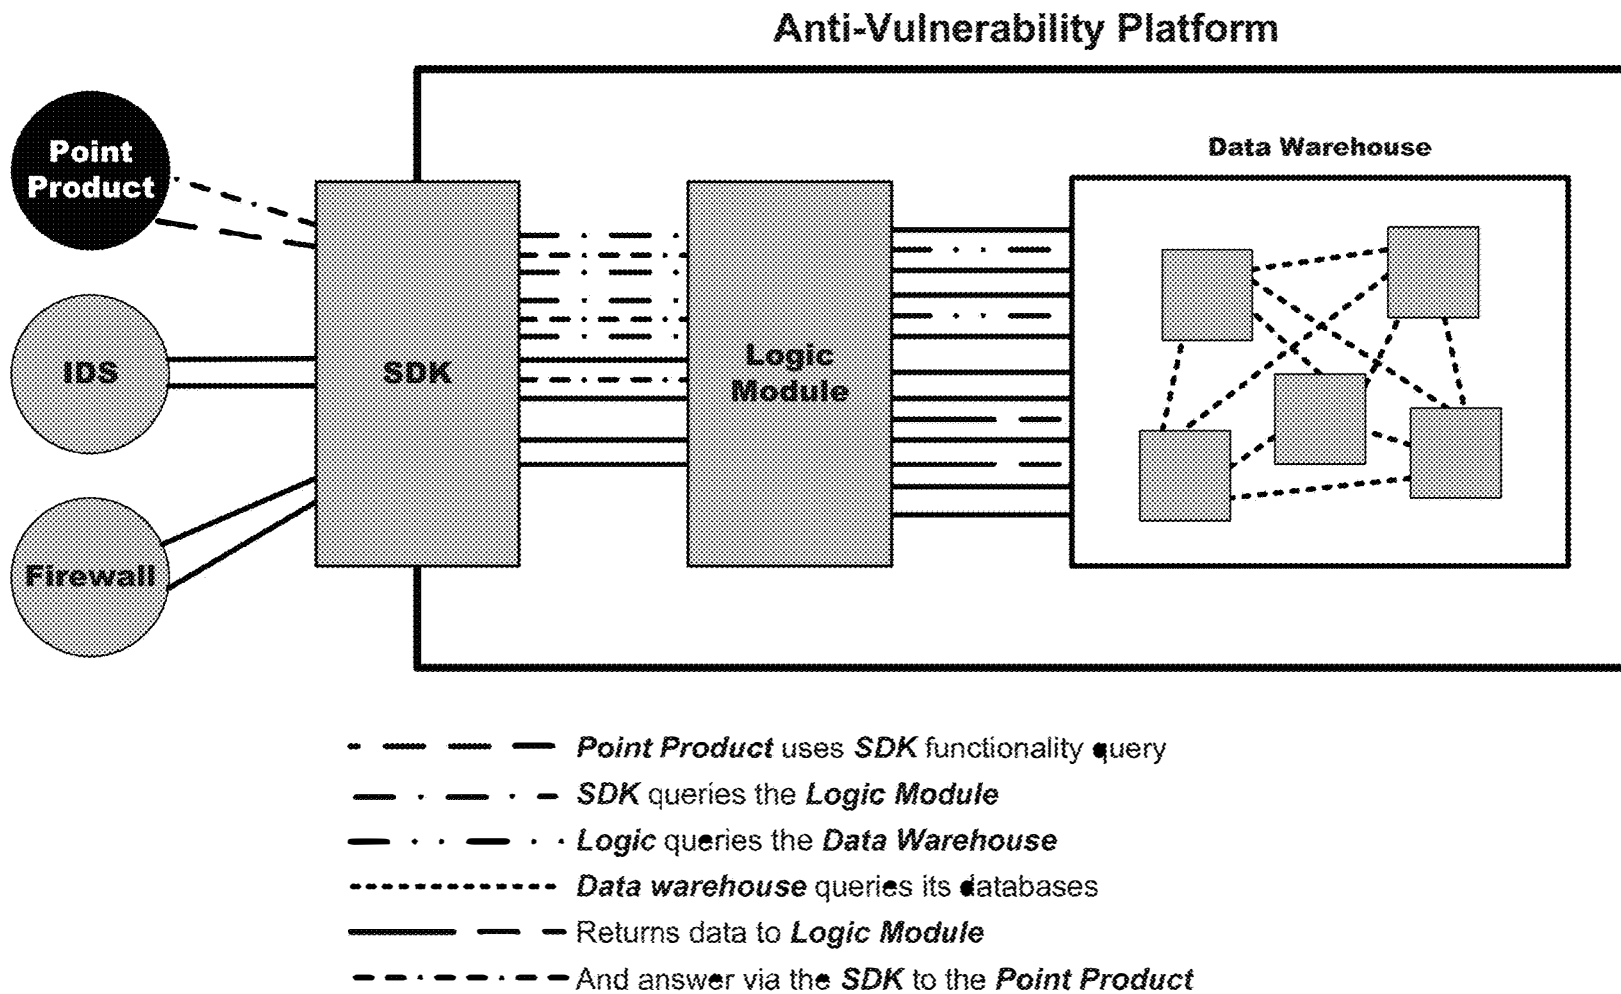 Anti-Vulnerability Platform
Point
Product
Data Warehouse
IDS
SDK
Logic
Module
Firewall
Point Product uses SDK functionality query
SDK queries the Logic Module
Logic queries the Data Warehouse
Data warehouse queries its databases
Returns data to Logic Module
And answer via the SDK to the Point Product